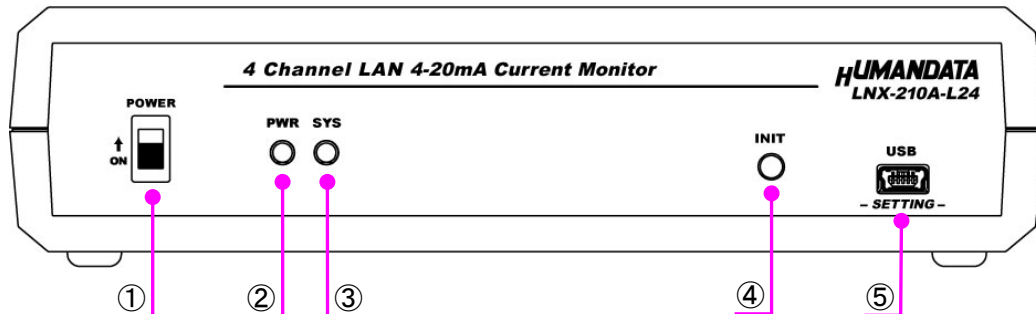 4 Channel LAN 4-20mA Current Monitor
HUMANDATA
LNX-210A-L24
POWER
↑
ON
PWR SYS
INIT
USB
– SETTING –
① ② ③ ④ ⑤